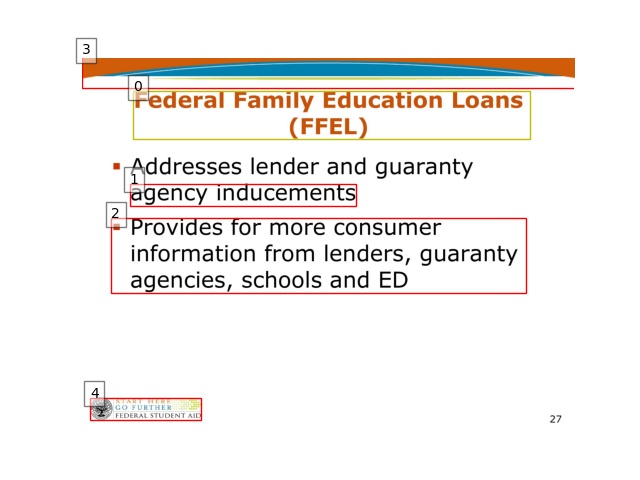 3
0
Federal Family Education Loans
(FFEL)
▪ Addresses lender and guaranty
1
agency inducements
2
▪ Provides for more consumer
information from lenders, guaranty
agencies, schools and ED
4
START HERE
GO FURTHER
FEDERAL STUDENT AID
27